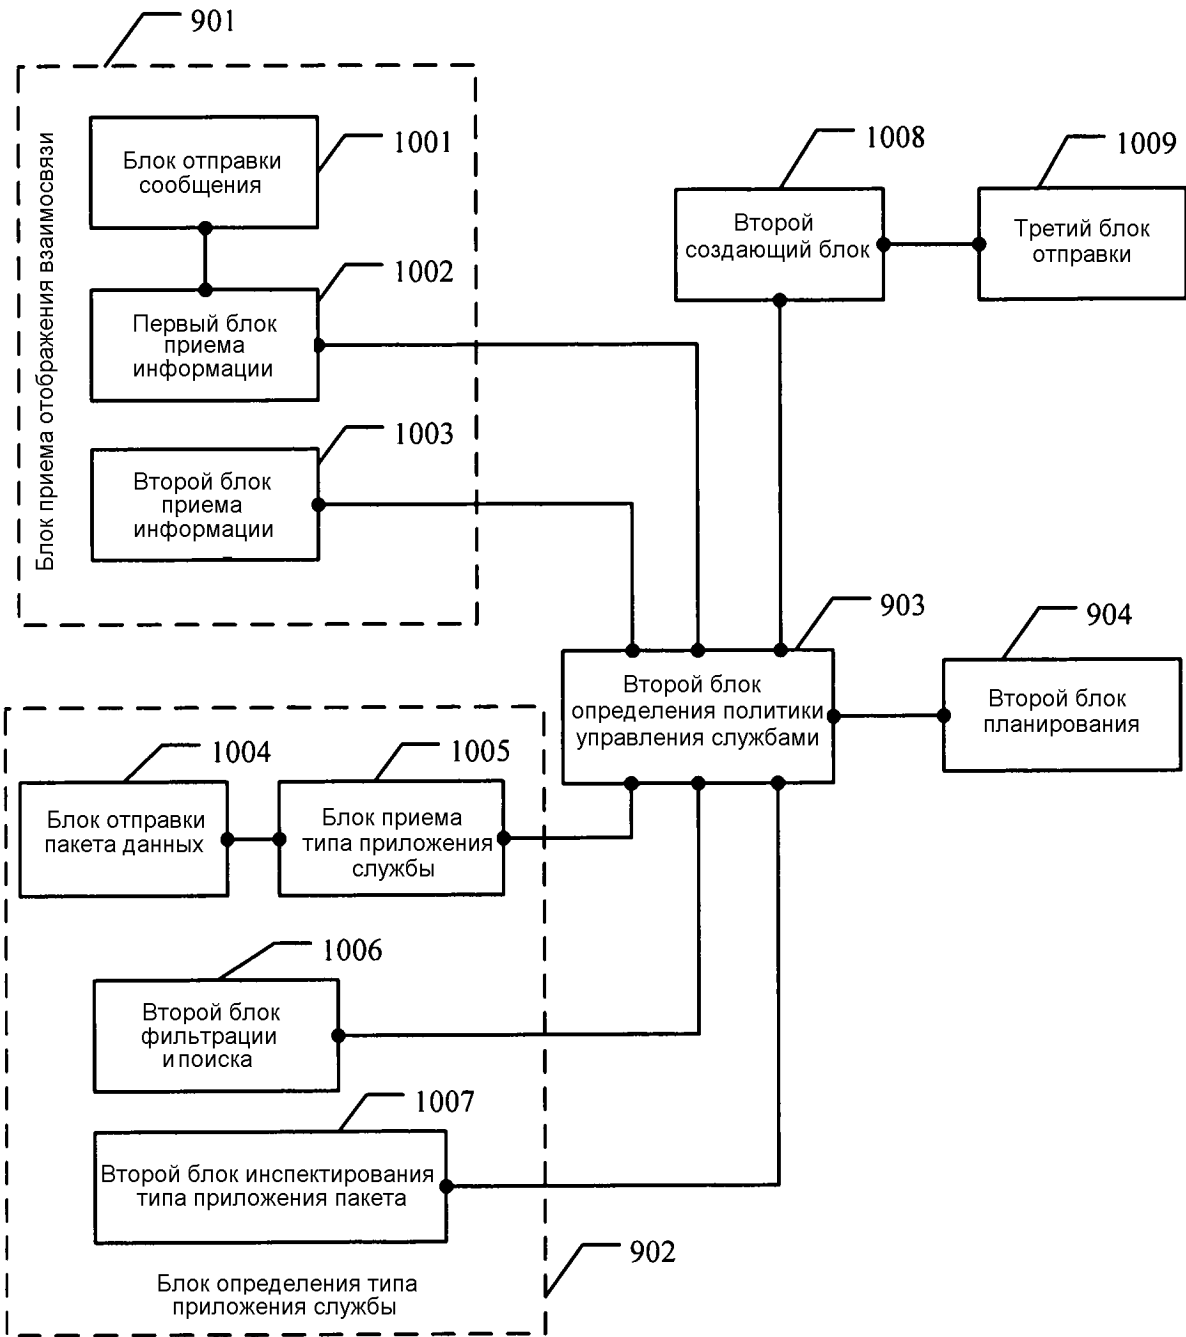 901
Блок приема отображения взаимосвязи
Блок отправки
сообщения
1001
Первый блок
приема
информации
1002
Второй блок
приема
информации
1003
Второй
создающий блок
1008
Третий блок
отправки
1009
Второй блок
определения политики
управления службами
903
Второй блок
планирования
904
Блок отправки
пакета данных
1004
Блок приема
типа приложения
службы
1005
Второй блок
фильтрации
и поиска
1006
Второй блок инспектирования
типа приложения пакета
1007
Блок определения типа
приложения службы
902